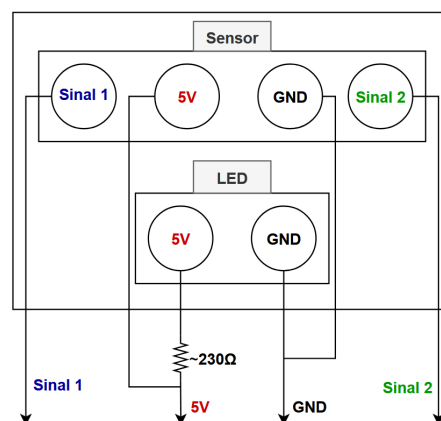 Sensor
Sinal 1
5V
GND
Sinal 2
LED
5V
GND
~230Ω
Sinal 1
5V
GND
Sinal 2